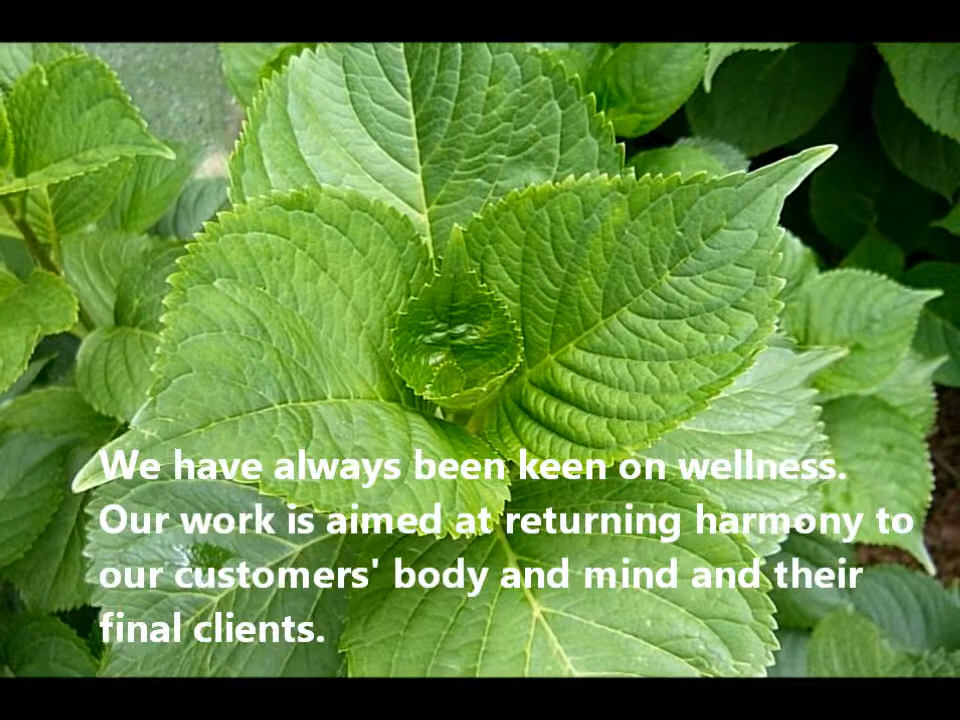 We have always been keen on wellness.
Our work is aimed at returning harmony to
our customers' body and mind and their
final clients.